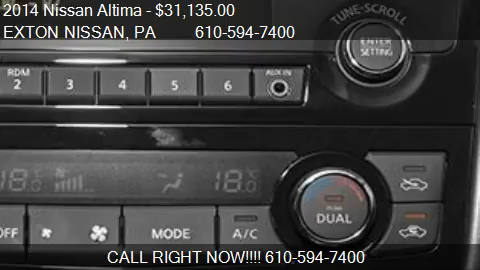 2014 Nissan Altima - $31,135.00
EXTON NISSAN, PA 610-594-7400
TUNE-SCROLL
ENTER
SETTING
RDM
2 3 4 5 6 AUX IN
18.0 18.0
PUSH
DUAL
OFF MODE A/C
CALL RIGHT NOW!!!! 610-594-7400